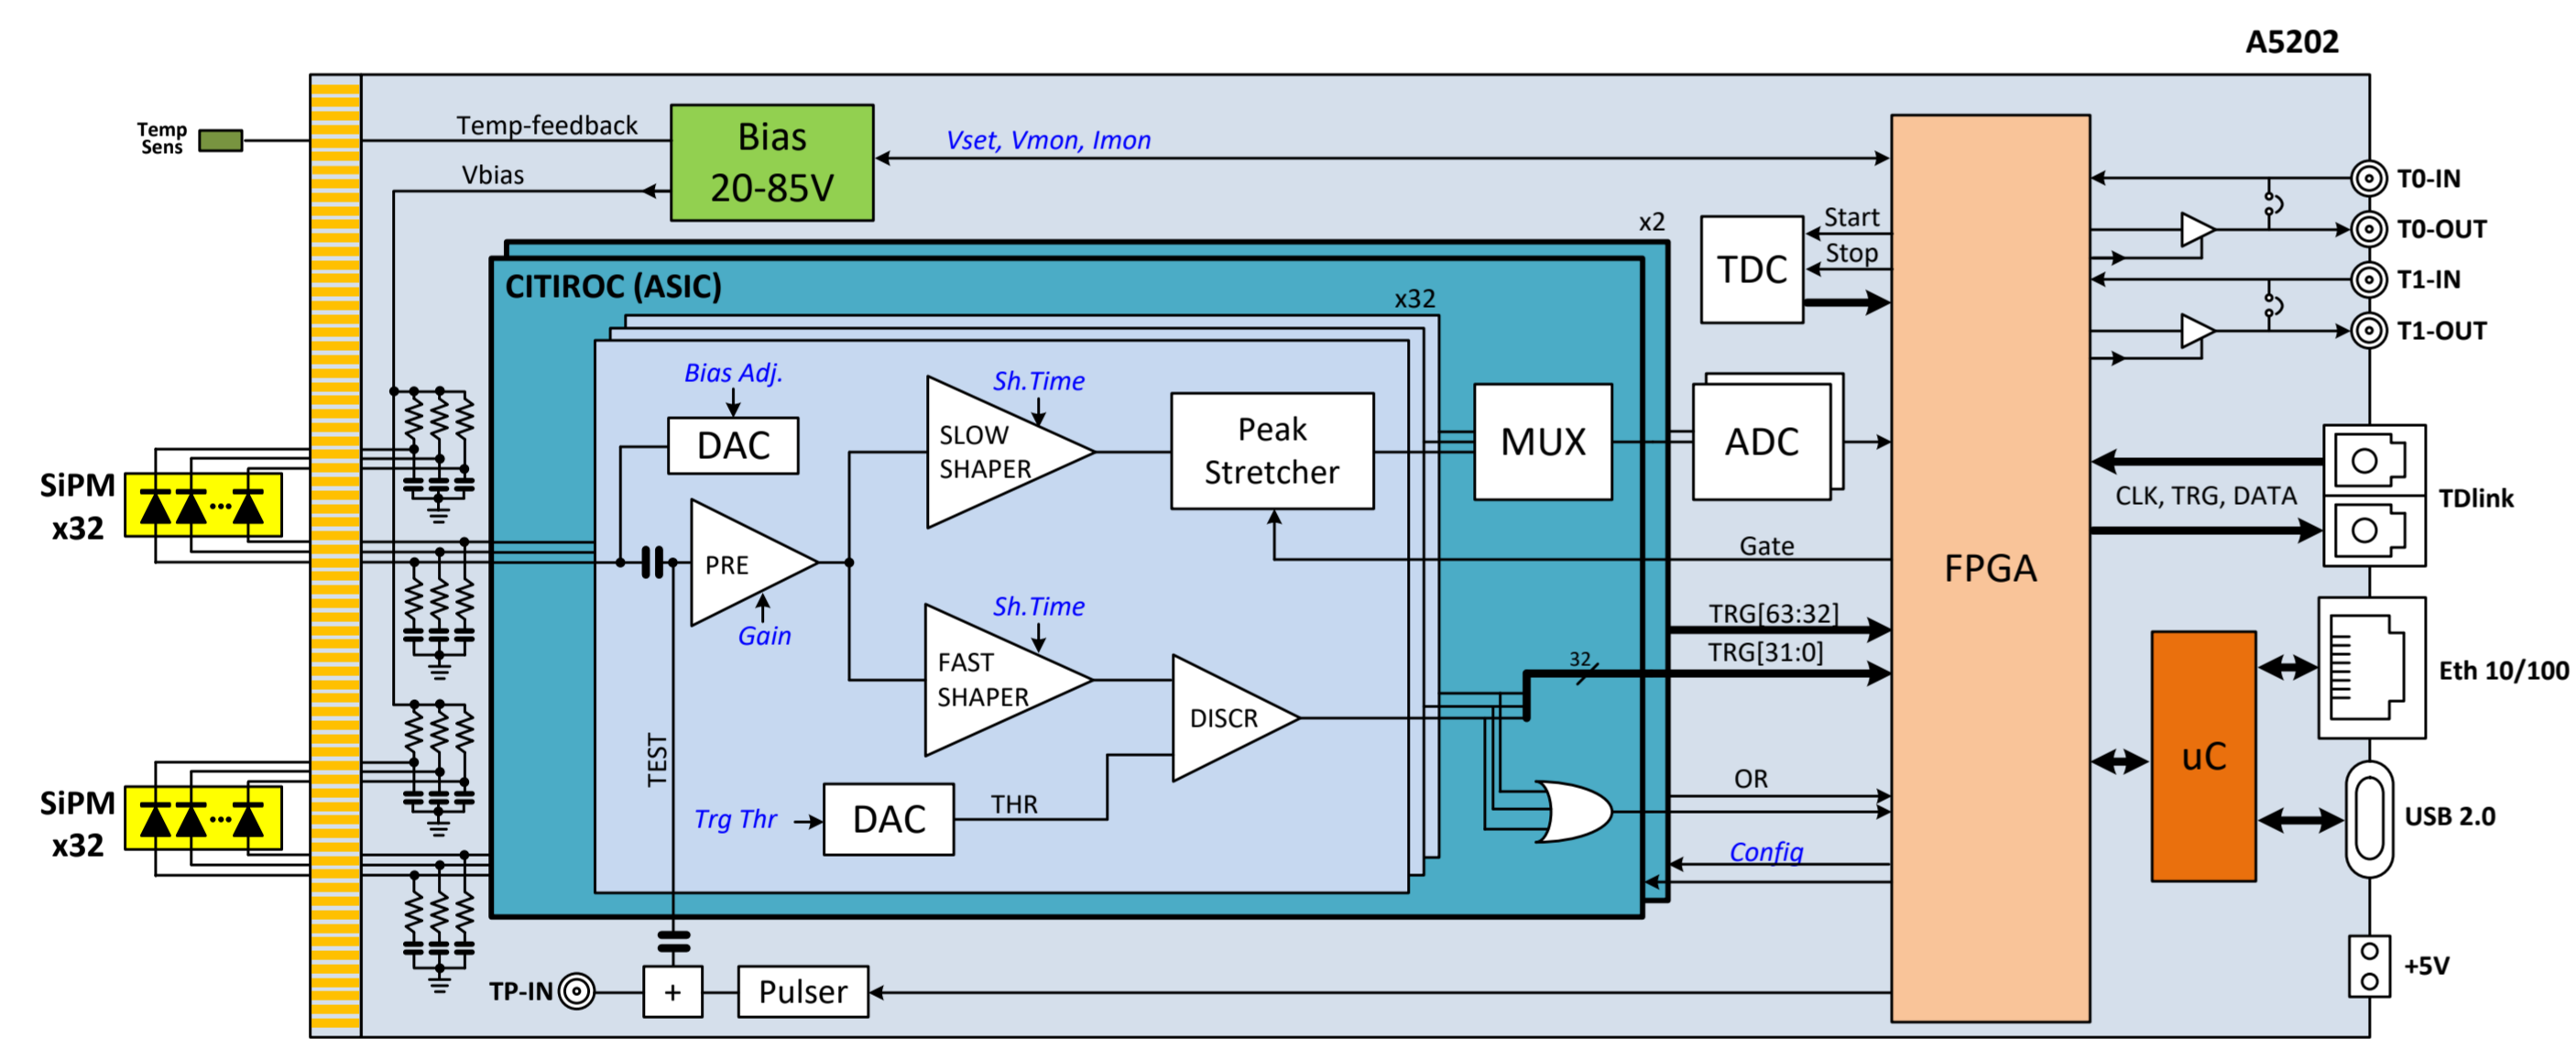 A5202
Temp
Sens
Temp-feedback
Vbias
Bias
20-85V
Vset, Vmon, Imon
T0-IN
T0-OUT
T1-IN
T1-OUT
x2
TDC
Start
Stop
CITIROC (ASIC)
x32
Bias Adj.
DAC
Sh.Time
SLOW
SHAPER
Peak
Stretcher
MUX
ADC
SiPM
x32
CLK, TRG, DATA
TDlink
PRE
Gain
Gate
FPGA
Sh.Time
FAST
SHAPER
DISCR
32
TRG[63:32]
TRG[31:0]
Eth 10/100
uC
TEST
SiPM
x32
Trg Thr
DAC
THR
OR
USB 2.0
Config
TP-IN
+
Pulser
+5V